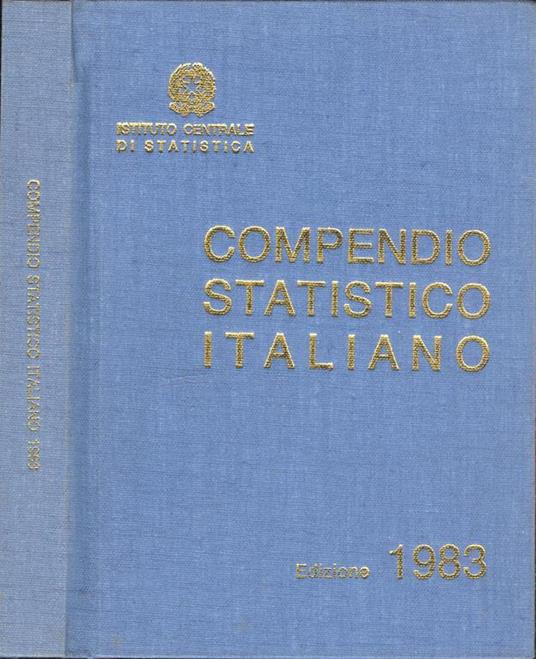 COMPENDIO STATISTICO ITALIANO 1983
ISTITUTO CENTRALE
DI STATISTICA
COMPENDIO
STATISTICO
ITALIANO
Edizione 1983